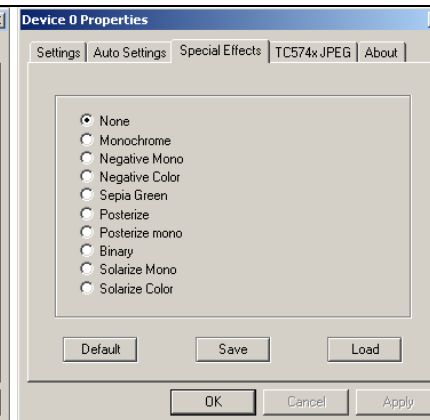 Device 0 Properties
Settings Auto Settings Special Effects TC574x JPEG About
None
Monochrome
Negative Mono
Negative Color
Sepia Green
Posterize
Posterize mono
Binary
Solarize Mono
Solarize Color
Default Save Load
OK Cancel Apply